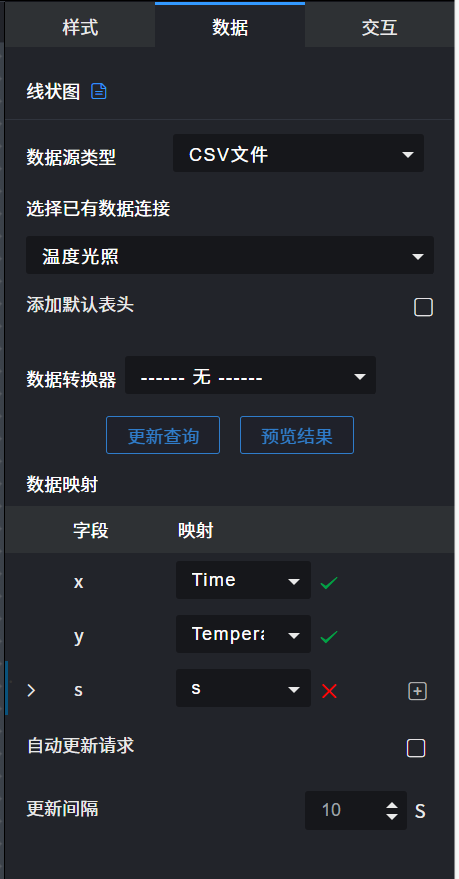 样式 数据 交互
线状图
数据源类型 CSV文件
选择已有数据连接
温度光照
添加默认表头
数据转换器 ------ 无 ------
更新查询 预览结果
数据映射
字段 映射
x Time
y Tempera
s s
自动更新请求
更新间隔 10 S